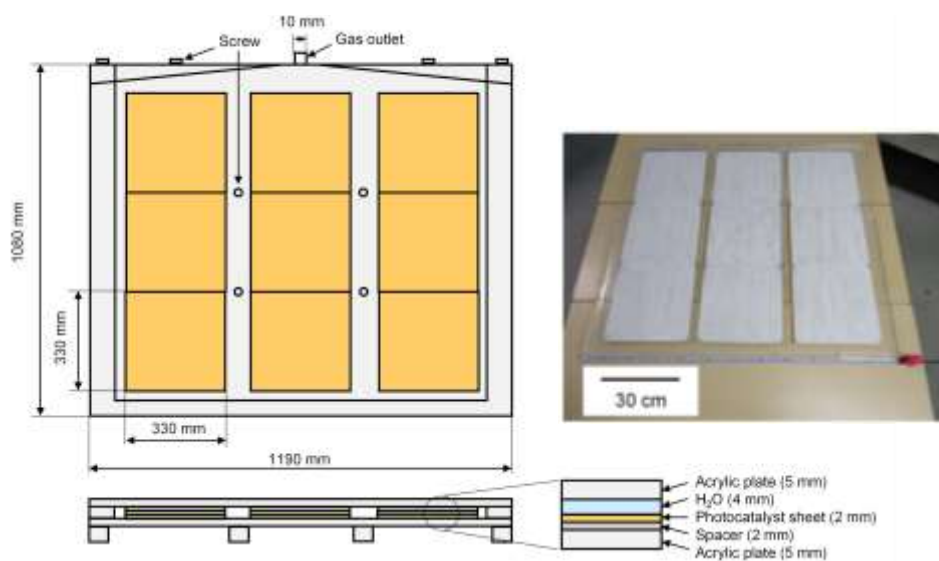 10 mm
Screw
Gas outlet
1080 mm
330 mm
330 mm
1190 mm
30 cm
Acrylic plate (5 mm)
H₂O (4 mm)
Photocatalyst sheet (2 mm)
Spacer (2 mm)
Acrylic plate (5 mm)